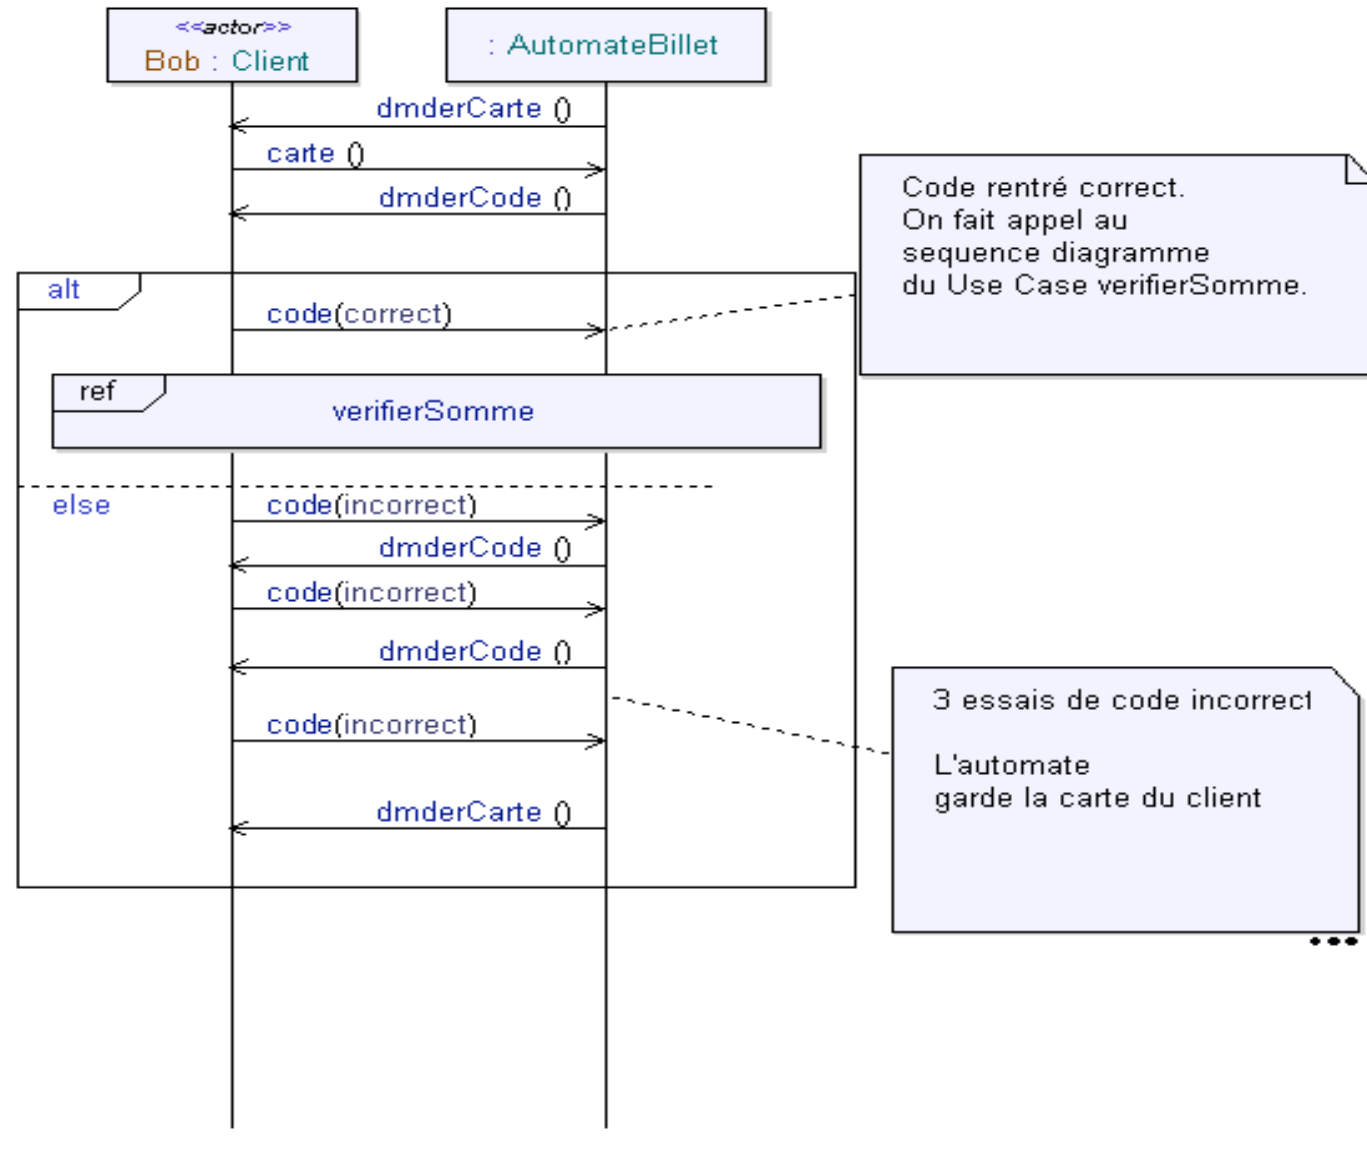 <<actor>>
Bob : Client
: AutomateBillet
dmderCarte ()
carte ()
dmderCode ()
Code rentré correct.
On fait appel au
sequence diagramme
du Use Case verifierSomme.
alt
code(correct)
ref
verifierSomme
else
code(incorrect)
dmderCode ()
code(incorrect)
dmderCode ()
3 essais de code incorrect
code(incorrect)
L'automate
garde la carte du client
dmderCarte ()